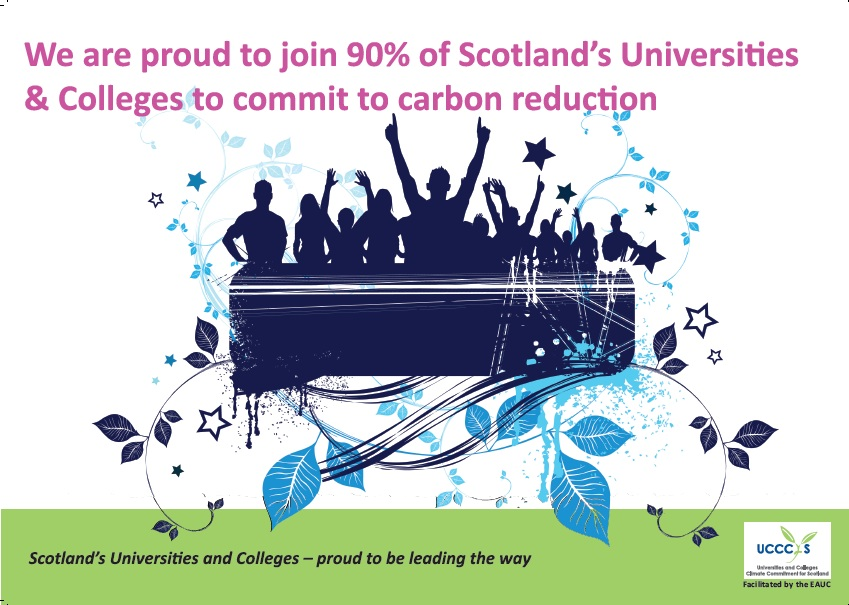 We are proud to join 90% of Scotland's Universities
& Colleges to commit to carbon reduction
Scotland's Universities and Colleges – proud to be leading the way
UCCCfS
Universities and Colleges
Climate Commitment for Scotland
Facilitated by the EAUC